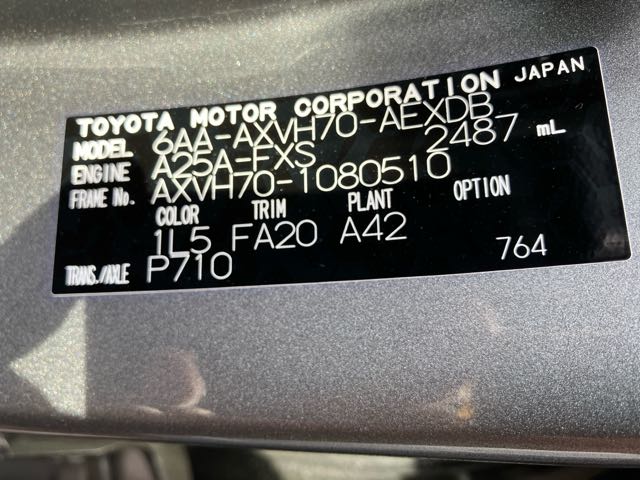 TOYOTA MOTOR CORPORATION JAPAN
MODEL 6AA-AXVH70-AEXDB
ENGINE A25A-FXS 2487 mL
FRAME No. AXVH70-1080510
COLOR TRIM PLANT OPTION
1L5 FA20 A42
TRANS./AXLE P710 764